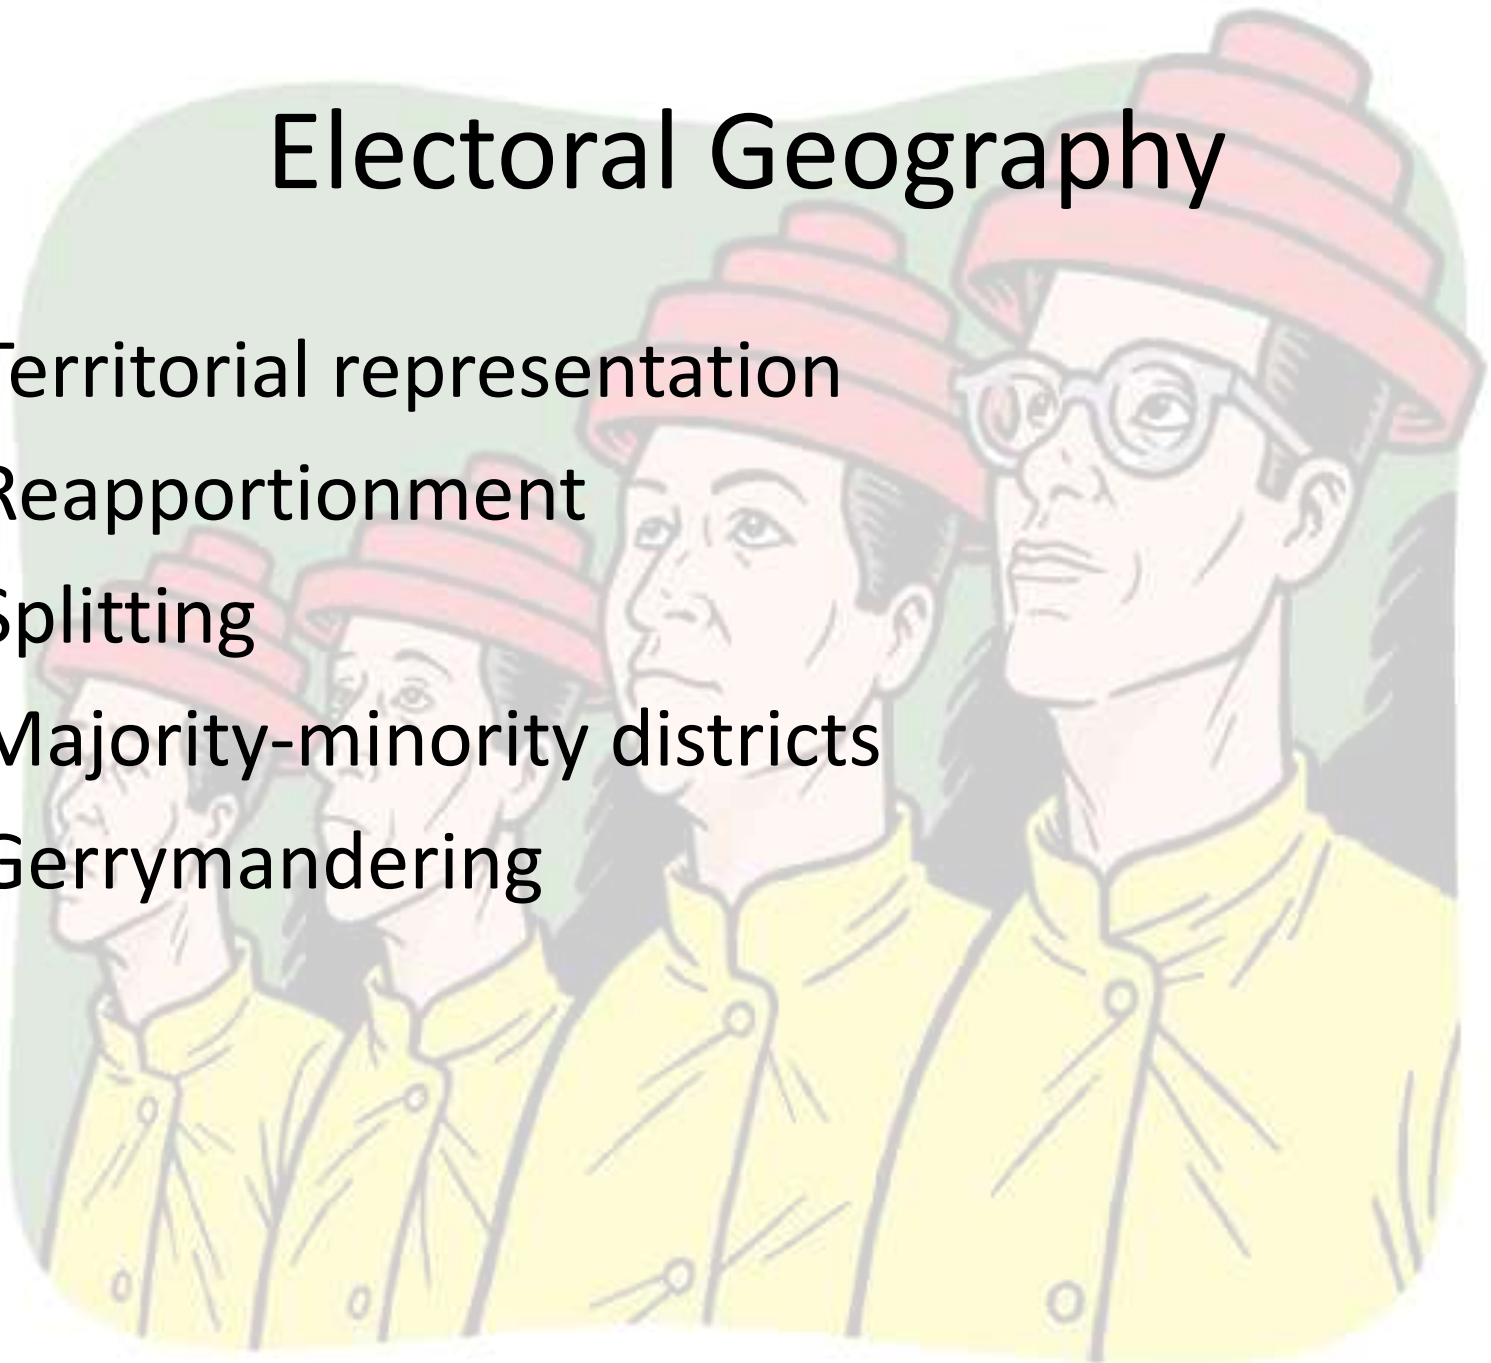 Electoral Geography
Territorial representation
Reapportionment
Splitting
Majority-minority districts
Gerrymandering